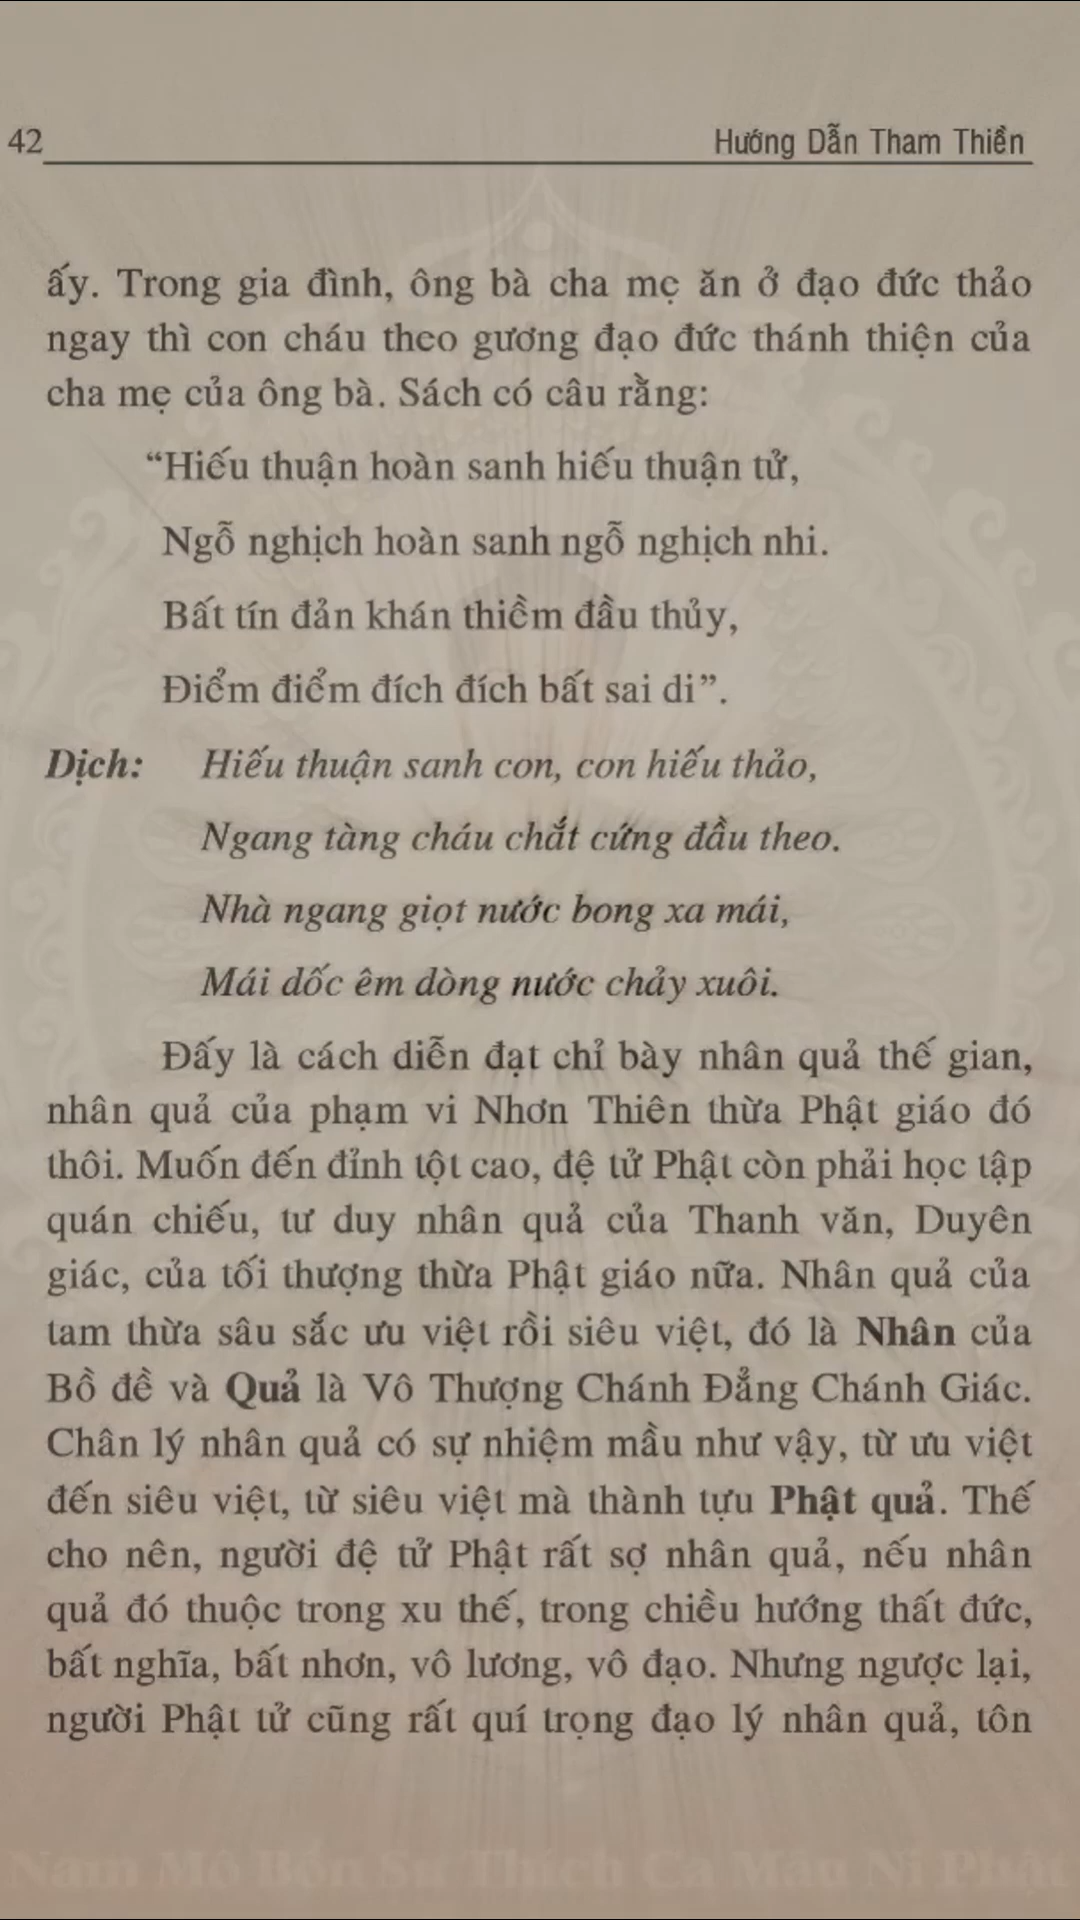 42
Hướng Dẫn Tham Thiền
ấy. Trong gia đình, ông bà cha mẹ ăn ở đạo đức thảo
ngay thì con cháu theo gương đạo đức thánh thiện của
cha mẹ của ông bà. Sách có câu rằng:
“Hiếu thuận hoàn sanh hiếu thuận tử,
Ngỗ nghịch hoàn sanh ngỗ nghịch nhi.
Bất tín đản khán thiềm đầu thủy,
Điểm điểm đích đích bất sai di”.
Dịch: Hiếu thuận sanh con, con hiếu thảo,
Ngang tàng cháu chắt cứng đầu theo.
Nhà ngang giọt nước bong xa mái,
Mái dốc êm dòng nước chảy xuôi.
Đấy là cách diễn đạt chỉ bày nhân quả thế gian,
nhân quả của phạm vi Nhơn Thiên thừa Phật giáo đó
thôi. Muốn đến đỉnh tột cao, đệ tử Phật còn phải học tập
quán chiếu, tư duy nhân quả của Thanh văn, Duyên
giác, của tối thượng thừa Phật giáo nữa. Nhân quả của
tam thừa sâu sắc ưu việt rồi siêu việt, đó là Nhân của
Bồ đề và Quả là Vô Thượng Chánh Đẳng Chánh Giác.
Chân lý nhân quả có sự nhiệm mầu như vậy, từ ưu việt
đến siêu việt, từ siêu việt mà thành tựu Phật quả. Thế
cho nên, người đệ tử Phật rất sợ nhân quả, nếu nhân
quả đó thuộc trong xu thế, trong chiều hướng thất đức,
bất nghĩa, bất nhơn, vô lương, vô đạo. Nhưng ngược lại,
người Phật tử cũng rất quí trọng đạo lý nhân quả, tôn
Nam Mô Bổn Sư Thích Ca Mâu Ni Phật